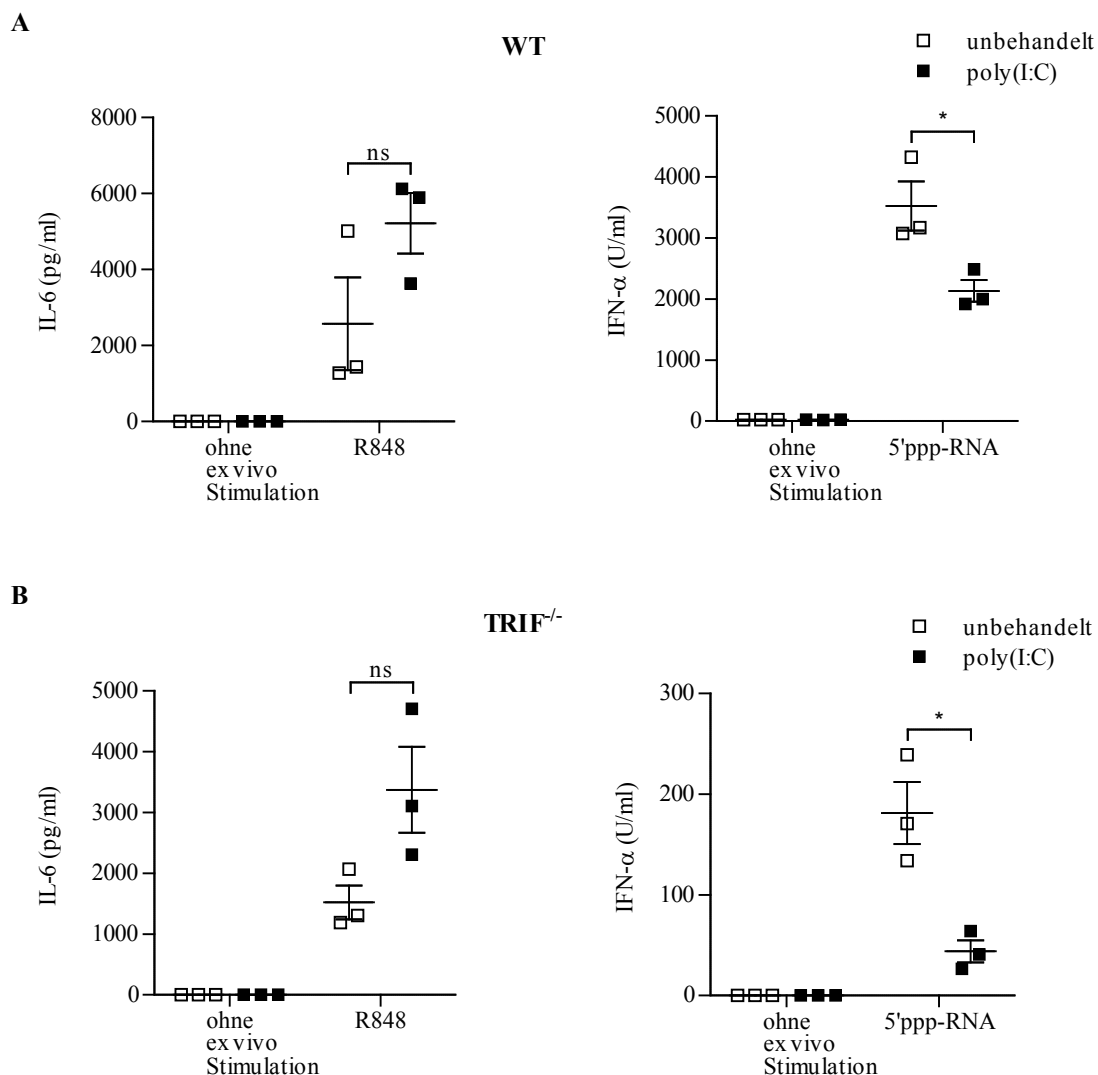 A
WT
unbehandelt
poly(I:C)
8000
6000
4000
2000
0
IL-6 (pg/ml)
ns
ohne
ex vivo
Stimulation
R848
5000
4000
3000
2000
1000
0
IFN-α (U/ml)
*
ohne
ex vivo
Stimulation
5'ppp-RNA
B
TRIF-/-
unbehandelt
poly(I:C)
5000
4000
3000
2000
1000
0
IL-6 (pg/ml)
ns
ohne
ex vivo
Stimulation
R848
300
200
100
0
IFN-α (U/ml)
*
ohne
ex vivo
Stimulation
5'ppp-RNA